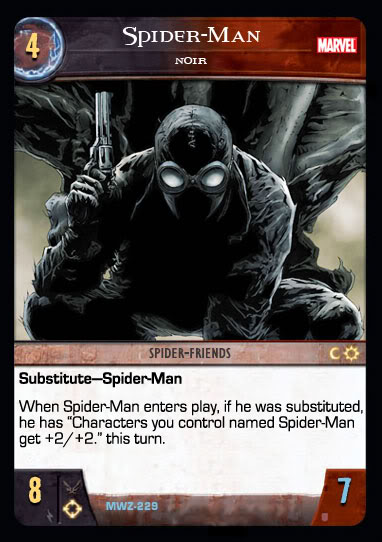 4
SPIDER-MAN
MARVEL
NOIR
SPIDER-FRIENDS
C
Substitute—Spider-Man
When Spider-Man enters play, if he was substituted,
he has “Characters you control named Spider-Man
get +2/+2.” this turn.
8
MWZ-229
7